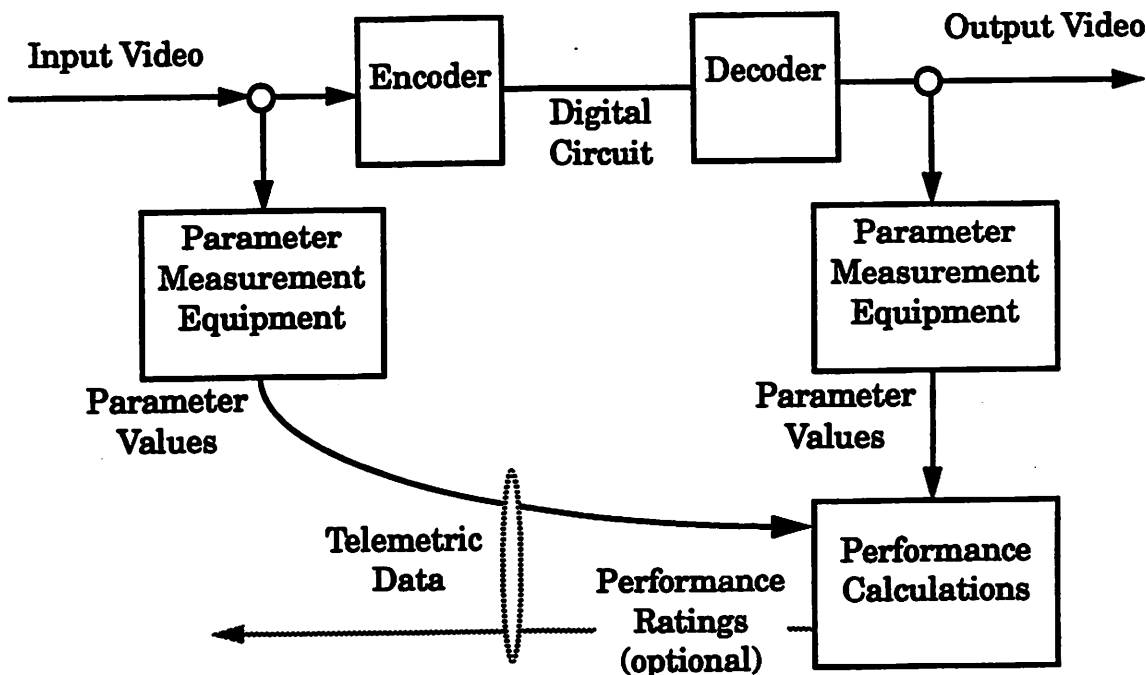 Input Video
Encoder
Digital
Circuit
Decoder
Output Video
Parameter
Measurement
Equipment
Parameter
Measurement
Equipment
Parameter
Values
Parameter
Values
Telemetric
Data
Performance
Ratings
(optional)
Performance
Calculations